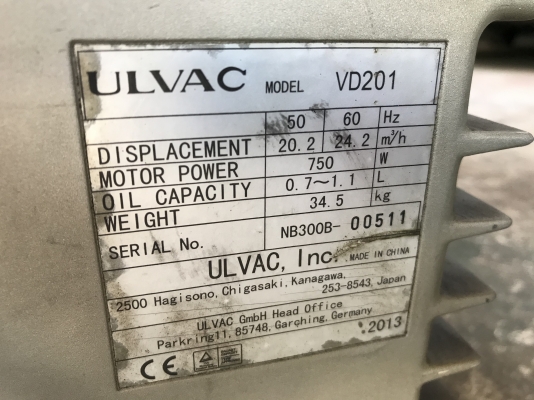 ULVAC MODEL VD201
50 60 Hz
DISPLACEMENT 20.2 24.2 m³/h
MOTOR POWER 750 W
OIL CAPACITY 0.7～1.1 L
WEIGHT 34.5 kg
SERIAL No. NB300B- 00511
ULVAC, Inc. MADE IN CHINA
2500 Hagisono, Chigasaki, Kanagawa, 253-8543, Japan
ULVAC GmbH Head Office
Parkring11, 85748, Garching, Germany
.2013
CE